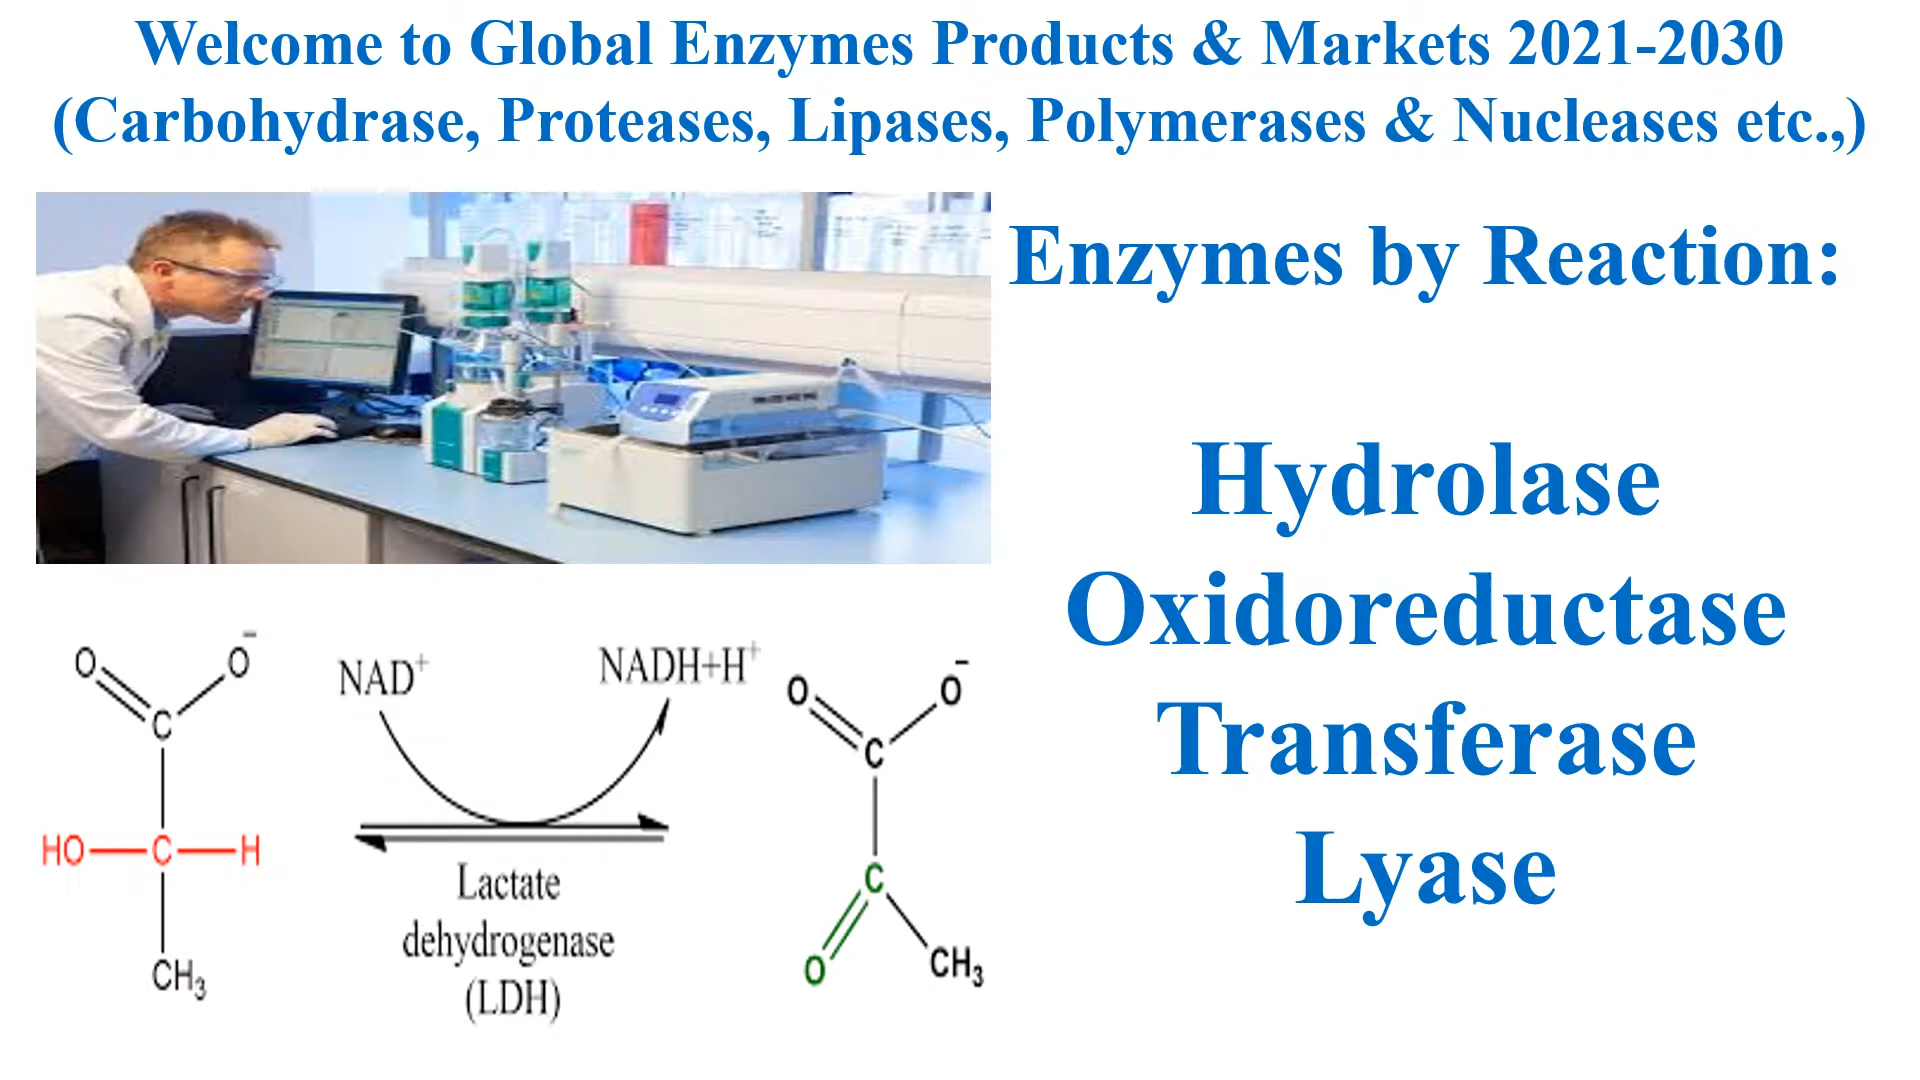 Welcome to Global Enzymes Products & Markets 2021-2030
(Carbohydrase, Proteases, Lipases, Polymerases & Nucleases etc.,)
Enzymes by Reaction:
Hydrolase
Oxidoreductase
Transferase
Lyase
O
O⁻
C
HO C H
CH₃
NAD⁺
NADH+H⁺
Lactate
dehydrogenase
(LDH)
O
O⁻
C
C
O
CH₃